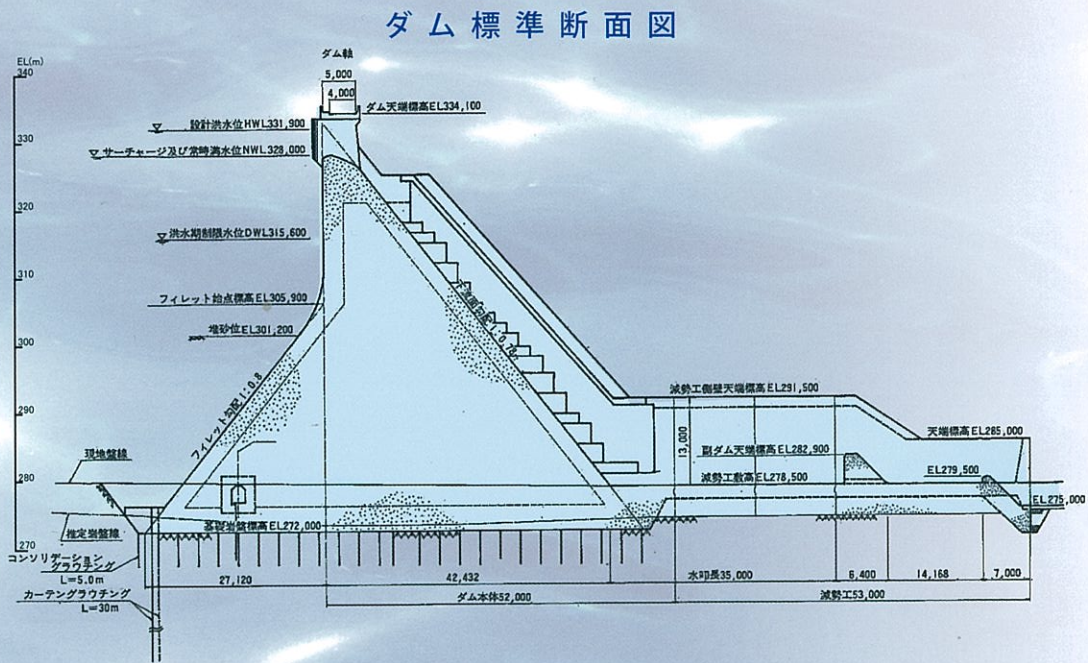 ダム標準断面図
EL(m)
340
330
320
310
300
290
280
270
ダム軸
5,000
4,000
ダム天端標高EL334,100
設計洪水位HWL331,900
サーチャージ及び常時満水位NWL328,000
洪水期制限水位DWL315,600
フィレット始点標高EL305,900
堆砂位EL301,200
フィレット勾配1:0.8
下流面勾配1:0.78
減勢工側壁天端標高EL291,500
13,000
副ダム天端標高EL282,900
減勢工敷高EL278,500
天端標高EL285,000
EL279,500
EL275,000
現地盤線
推定岩盤線
基礎岩盤標高EL272,000
コンソリデーション
グラウチング
L=5.0m
カーテングラウチング
L=30m
27,120
42,432
水叩長35,000
6,400
14,168
7,000
ダム本体52,000
減勢工53,000